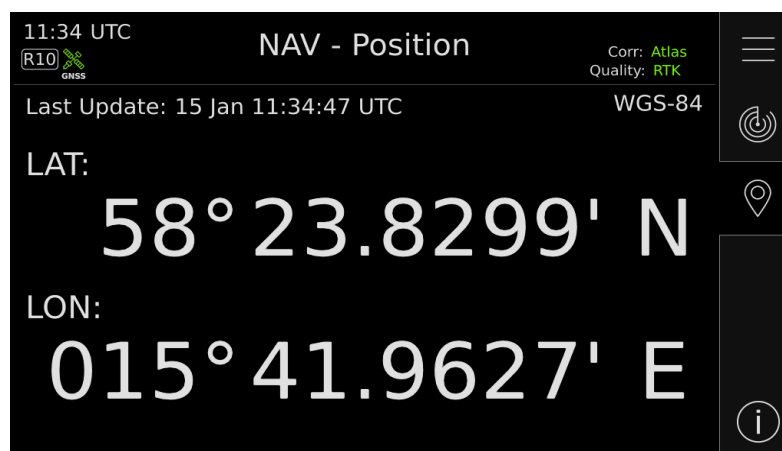 11:34 UTC
NAV - Position
R10
GNSS
Corr: Atlas
Quality: RTK
Last Update: 15 Jan 11:34:47 UTC
WGS-84
LAT:
58° 23.8299' N
LON:
015° 41.9627' E
i